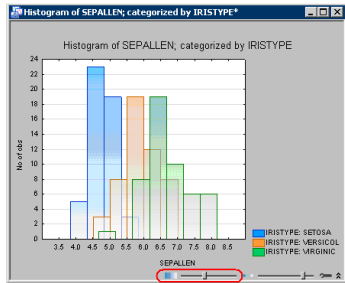 Histogram of SEPALLEN; categorized by IRISTYPE*
Histogram of SEPALLEN; categorized by IRISTYPE
24
22
20
18
16
14
12
10
8
6
4
2
0
No of obs
3.5 4.0 4.5 5.0 5.5 6.0 6.5 7.0 7.5 8.0 8.5
SEPALLEN
IRISTYPE: SETOSA
IRISTYPE: VERSICOL
IRISTYPE: VIRGINIC